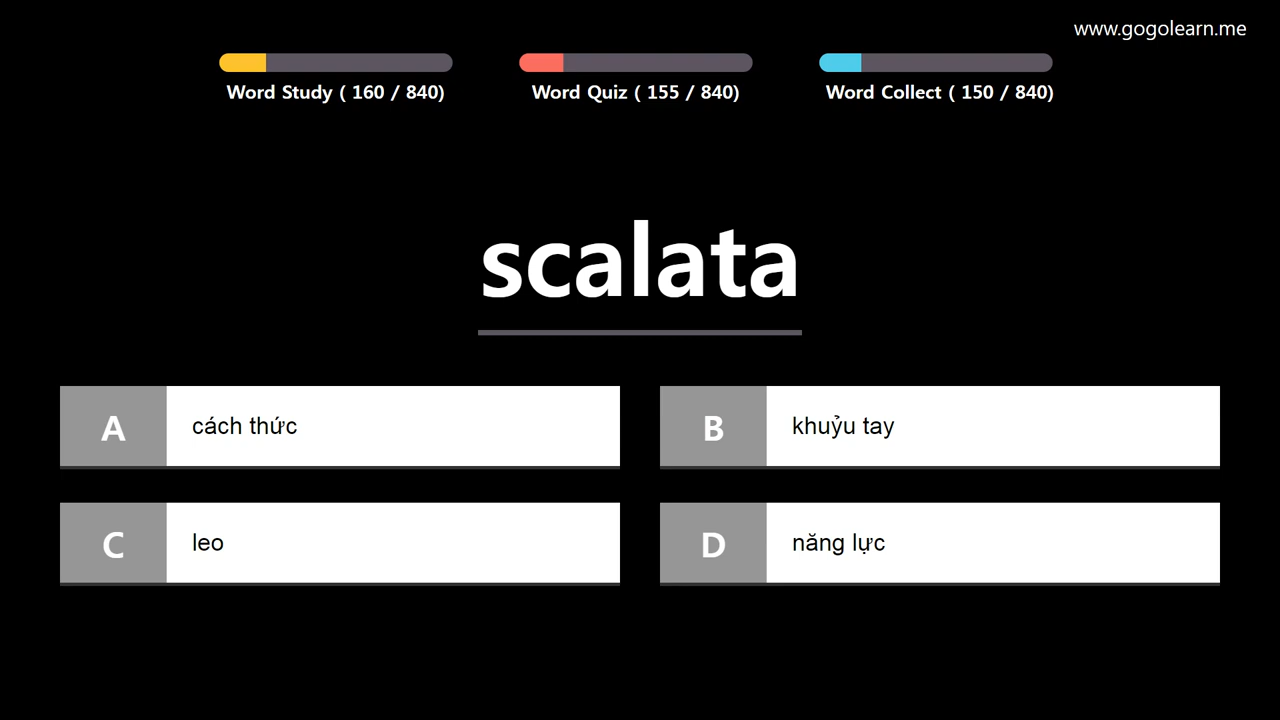 www.gogolearn.me
Word Study ( 160 / 840)
Word Quiz ( 155 / 840)
Word Collect ( 150 / 840)
scalata
A
cách thức
B
khuỷu tay
C
leo
D
năng lực